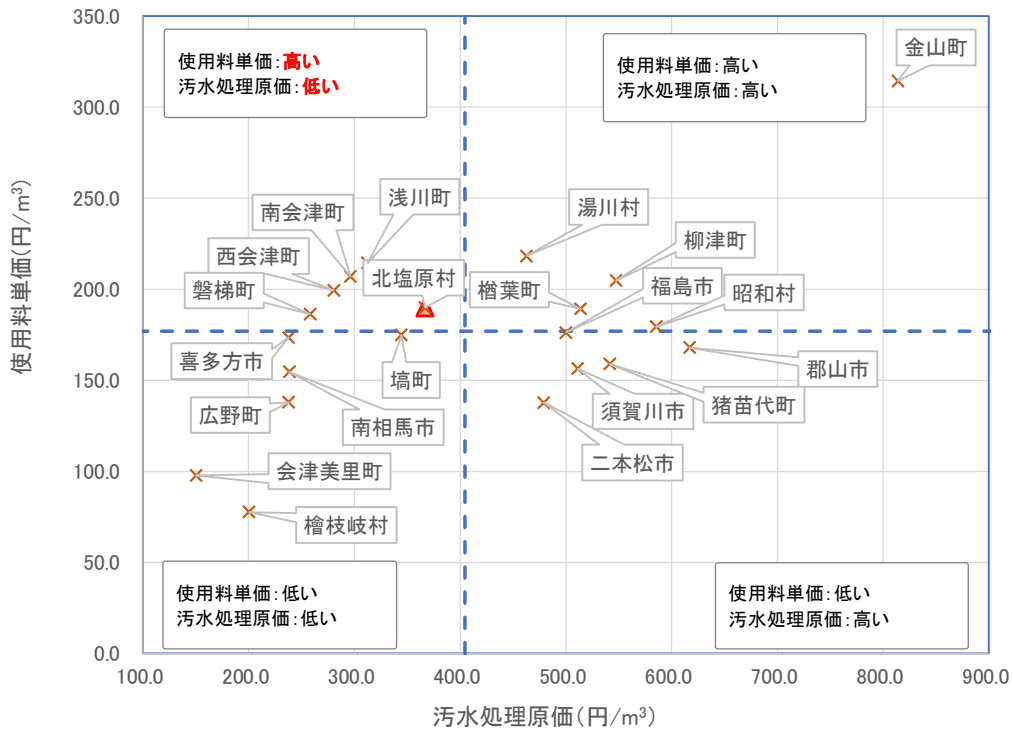 350.0
300.0
250.0
200.0
150.0
100.0
50.0
0.0
使用料単価(円/m³)
使用料単価:高い
汚水処理原価:低い
使用料単価:高い
汚水処理原価:高い
金山町
浅川町
南会津町
西会津町
磐梯町
北塩原村
湯川村
柳津町
楢葉町
福島市
昭和村
喜多方市
塙町
広野町
南相馬市
郡山市
猪苗代町
須賀川市
二本松市
会津美里町
檜枝岐村
使用料単価:低い
汚水処理原価:低い
使用料単価:低い
汚水処理原価:高い
100.0 200.0 300.0 400.0 500.0 600.0 700.0 800.0 900.0
汚水処理原価(円/m³)